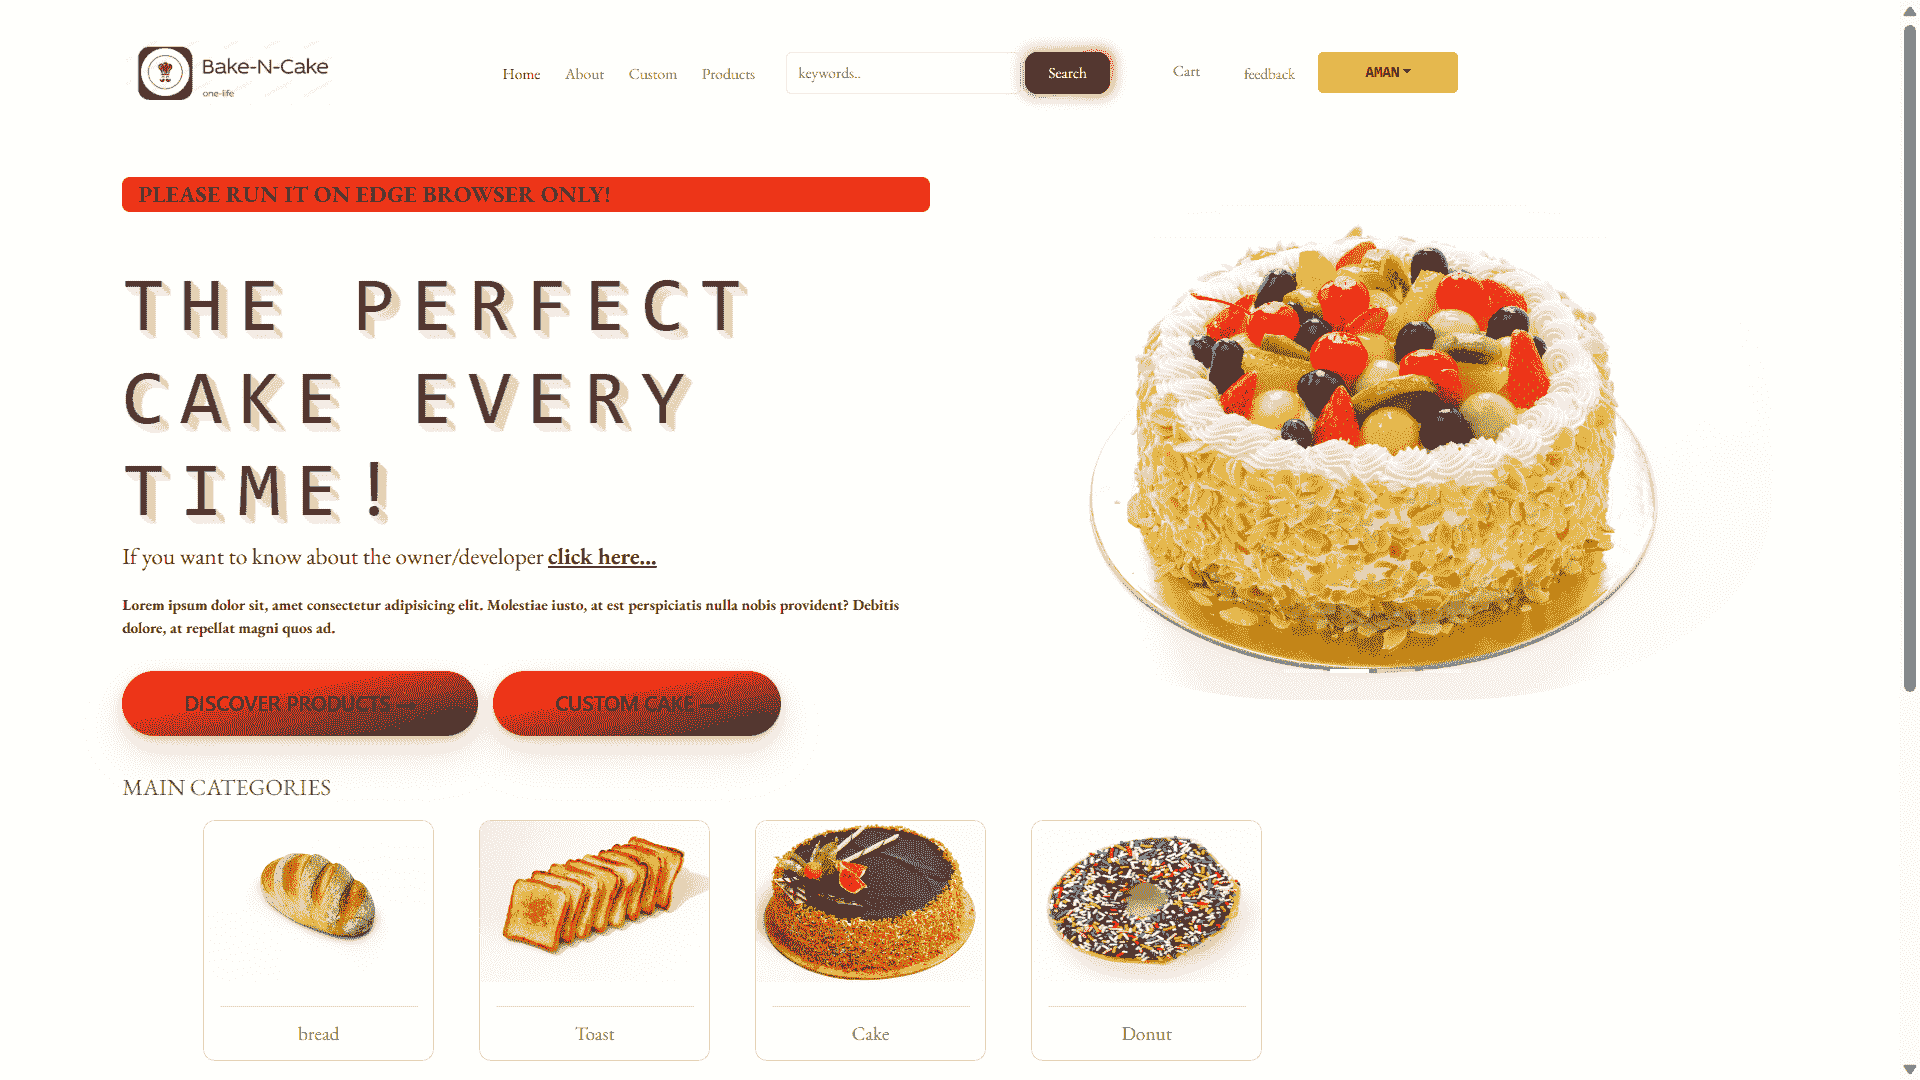 Bake-N-Cake
one-life
Home About Custom Products keywords.. Search Cart feedback AMAN
PLEASE RUN IT ON EDGE BROWSER ONLY!
THE PERFECT
CAKE EVERY
TIME!
If you want to know about the owner/developer click here...
Lorem ipsum dolor sit, amet consectetur adipisicing elit. Molestiae iusto, at est perspiciatis nulla nobis provident? Debitis
dolore, at repellat magni quos ad.
DISCOVER PRODUCTS → CUSTOM CAKE →
MAIN CATEGORIES
bread Toast Cake Donut